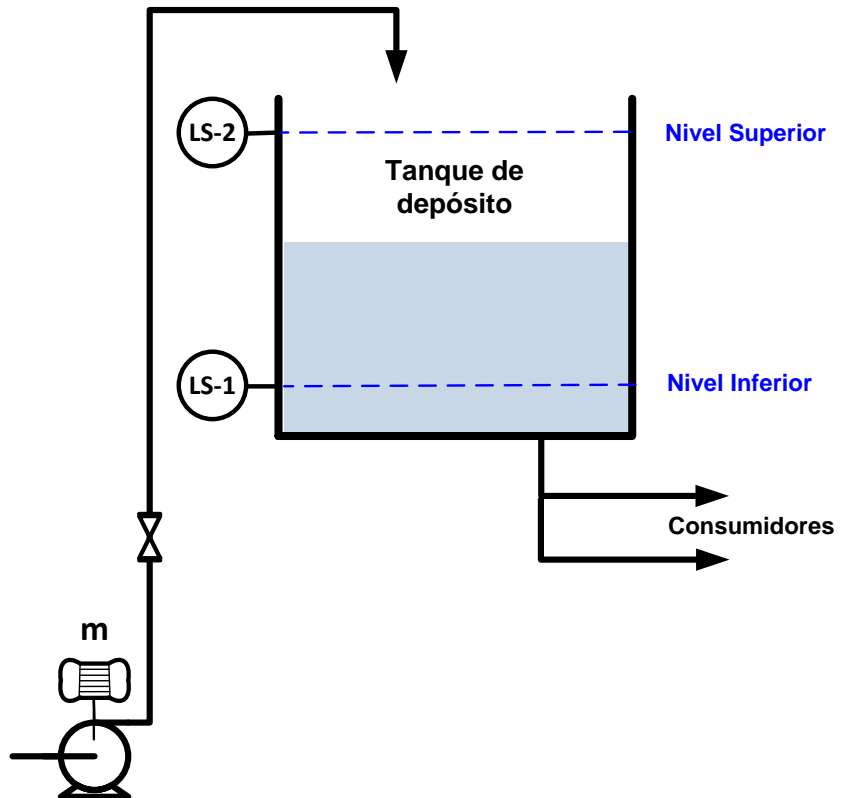 LS-2
Nivel Superior
Tanque de
depósito
LS-1
Nivel Inferior
Consumidores
m